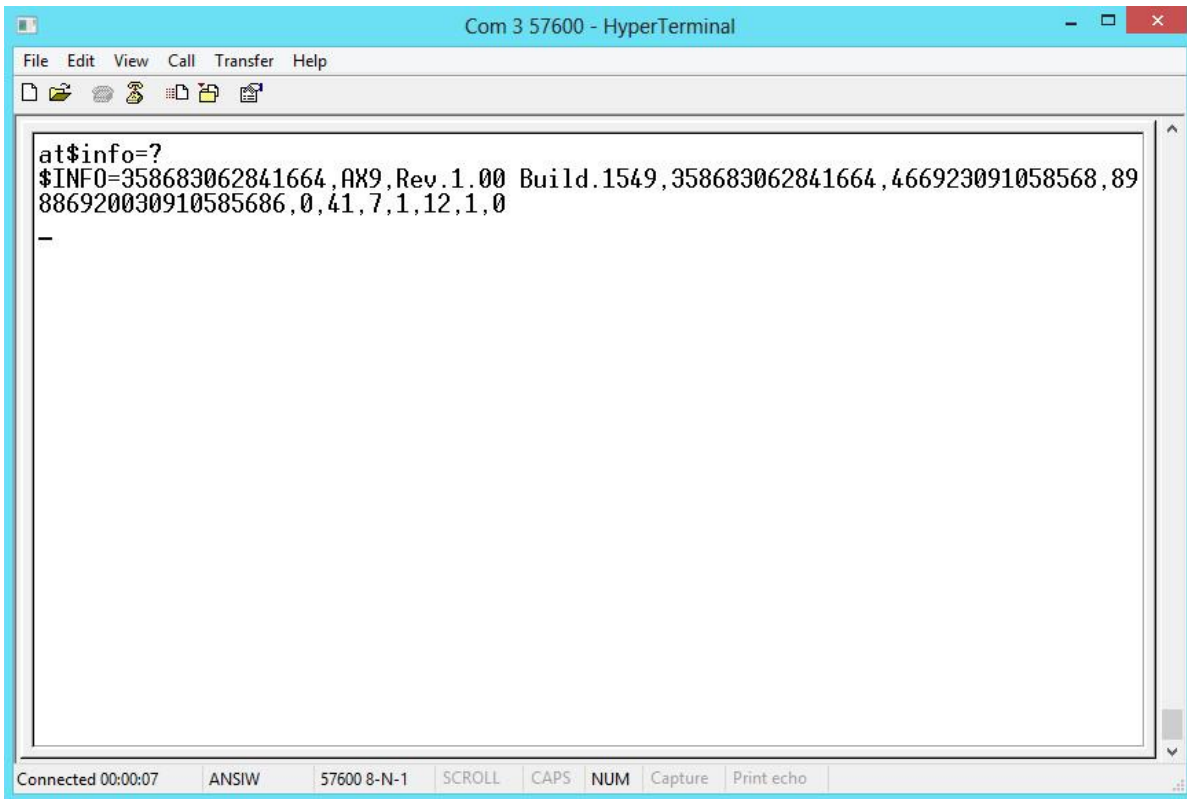 Com 3 57600 - HyperTerminal
File Edit View Call Transfer Help
at$info=?
$INFO=358683062841664,AX9,Rev.1.00 Build.1549,358683062841664,466923091058568,89
886920030910585686,0,41,7,1,12,1,0
Connected 00:00:07 ANSIW 57600 8-N-1 SCROLL CAPS NUM Capture Print echo